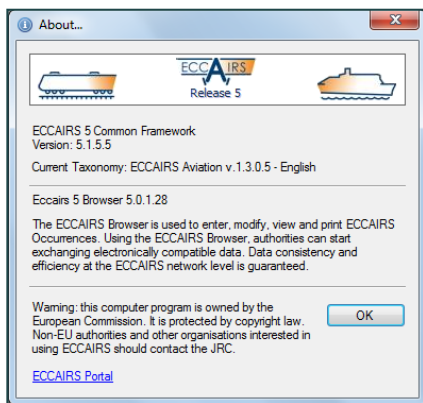 About...
ECCAIRS
Release 5
ECCAIRS 5 Common Framework
Version: 5.1.5.5
Current Taxonomy: ECCAIRS Aviation v.1.3.0.5 - English
Eccairs 5 Browser 5.0.1.28
The ECCAIRS Browser is used to enter, modify, view and print ECCAIRS
Occurrences. Using the ECCAIRS Browser, authorities can start
exchanging electronically compatible data. Data consistency and
efficiency at the ECCAIRS network level is guaranteed.
Warning: this computer program is owned by the
European Commission. It is protected by copyright law.
Non-EU authorities and other organisations interested in
using ECCAIRS should contact the JRC.
OK
ECCAIRS Portal